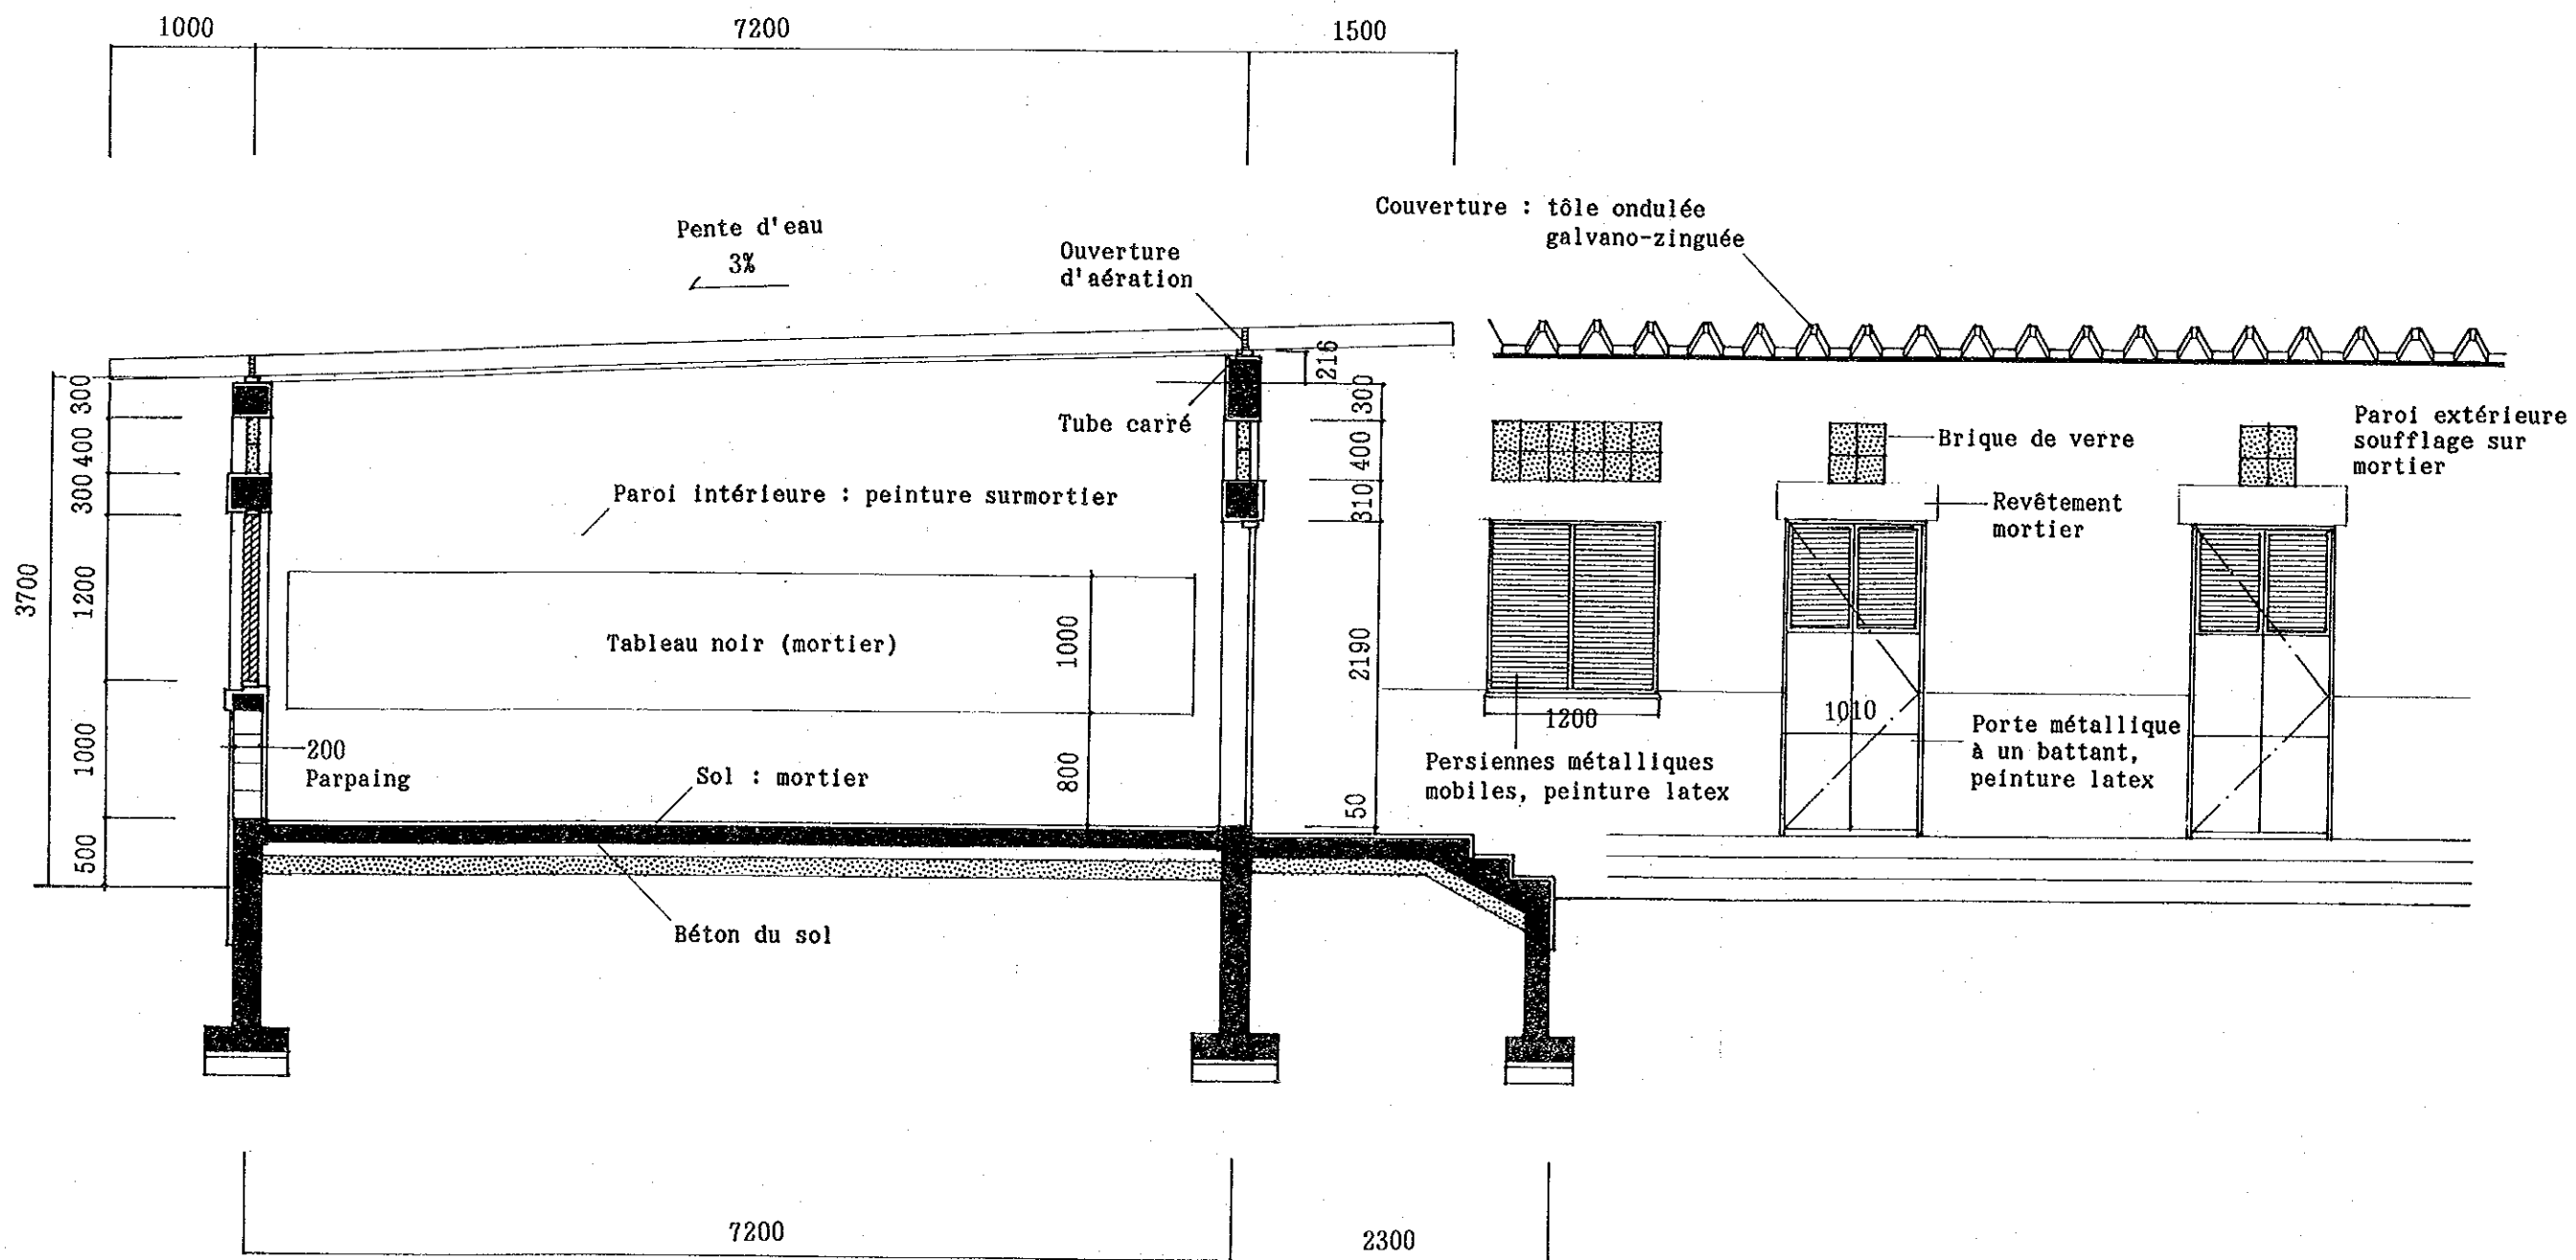 1000
7200
1500
Couverture : tôle ondulée
galvano-zinguée
Pente d'eau
3%
Ouverture
d'aération
216
300
300
Tube carré
400
400
Brique de verre
Paroi extérieure
soufflage sur
mortier
300
Paroi intérieure : peinture surmortier
310
Revêtement
mortier
3700
1200
Tableau noir (mortier)
1000
2190
1200
1010
1000
200
Parpaing
Sol : mortier
800
50
Persiennes métalliques
mobiles, peinture latex
Porte métallique
à un battant,
peinture latex
500
Béton du sol
7200
2300